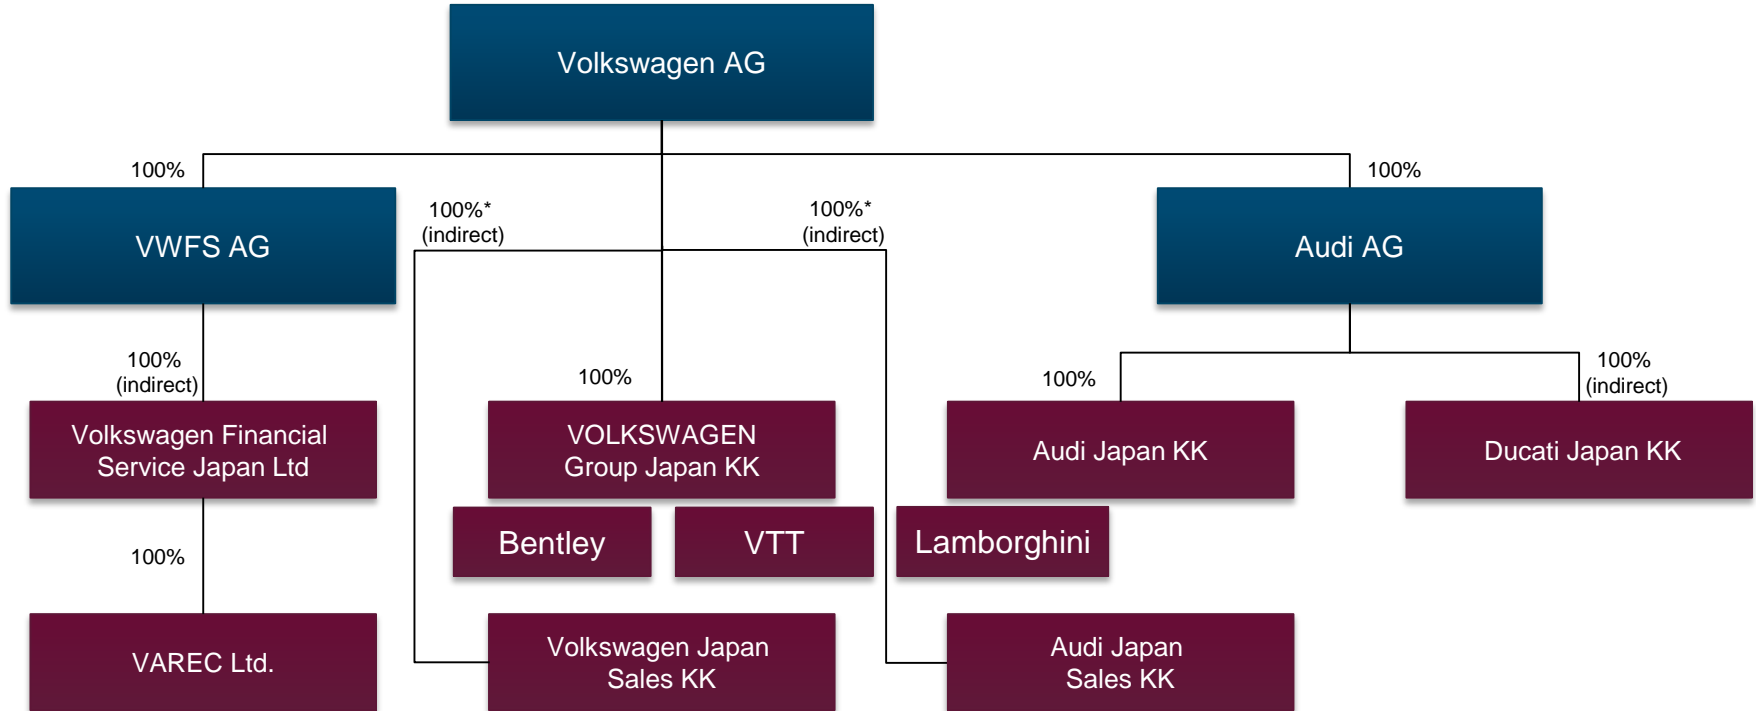 Volkswagen AG
100%
100%
VWFS AG
100%*
(indirect)
100%*
(indirect)
Audi AG
100%
(indirect)
100%
100%
100%
(indirect)
Volkswagen Financial
Service Japan Ltd
VOLKSWAGEN
Group Japan KK
Audi Japan KK
Ducati Japan KK
Bentley
VTT
Lamborghini
100%
VAREC Ltd.
Volkswagen Japan
Sales KK
Audi Japan
Sales KK